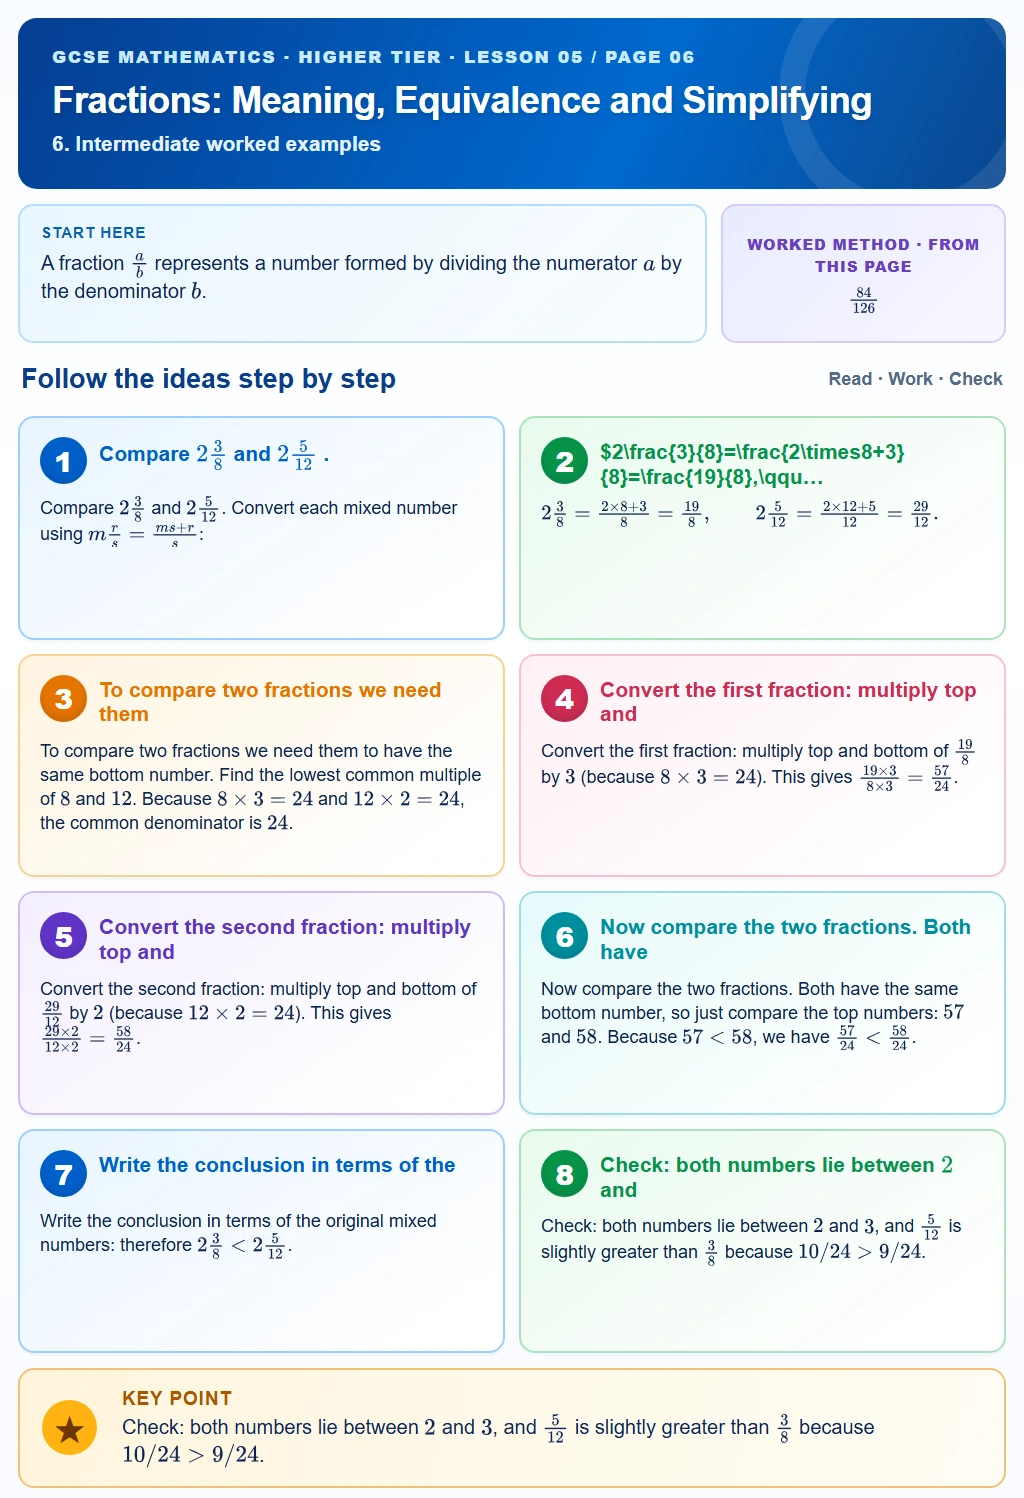 GCSE MATHEMATICS · HIGHER TIER · LESSON 05 / PAGE 06
Fractions: Meaning, Equivalence and Simplifying
6. Intermediate worked examples
START HERE
A fraction a/b represents a number formed by dividing the numerator a by
the denominator b.
WORKED METHOD · FROM
THIS PAGE
84/126
Follow the ideas step by step
Read · Work · Check
1
Compare 2 3/8 and 2 5/12 .
Compare 2 3/8 and 2 5/12. Convert each mixed number
using m r/s = ms+r/s:
2
$2\frac{3}{8}=\frac{2\times8+3}
{8}=\frac{19}{8},\qqu…
2 3/8 = 2×8+3/8 = 19/8, 2 5/12 = 2×12+5/12 = 29/12.
3
To compare two fractions we need
them
To compare two fractions we need them to have the
same bottom number. Find the lowest common multiple
of 8 and 12. Because 8 × 3 = 24 and 12 × 2 = 24,
the common denominator is 24.
4
Convert the first fraction: multiply top
and
Convert the first fraction: multiply top and bottom of 19/8
by 3 (because 8 × 3 = 24). This gives 19×3/8×3 = 57/24.
5
Convert the second fraction: multiply
top and
Convert the second fraction: multiply top and bottom of
29/12 by 2 (because 12 × 2 = 24). This gives
29×2/12×2 = 58/24.
6
Now compare the two fractions. Both
have
Now compare the two fractions. Both have the same
bottom number, so just compare the top numbers: 57
and 58. Because 57 < 58, we have 57/24 < 58/24.
7
Write the conclusion in terms of the
Write the conclusion in terms of the original mixed
numbers: therefore 2 3/8 < 2 5/12.
8
Check: both numbers lie between 2
and
Check: both numbers lie between 2 and 3, and 5/12 is
slightly greater than 3/8 because 10/24 > 9/24.
KEY POINT
Check: both numbers lie between 2 and 3, and 5/12 is slightly greater than 3/8 because
10/24 > 9/24.